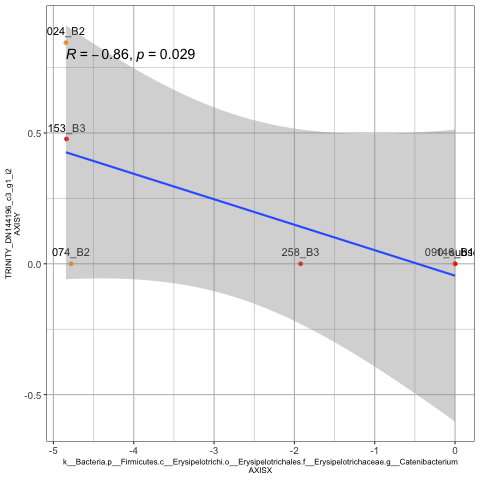 024_B2
R = −0.86, p = 0.029
153_B3
074_B2
258_B3
0.5
0.0
-0.5
-5
-4
-3
-2
-1
0
TRINITY_DN144196_c3_g1_i2
AXISY
k__Bacteria.p__Firmicutes.c__Erysipelotrichi.o__Erysipelotrichales.f__Erysipelotrichaceae.g__Catenibacterium
AXISX